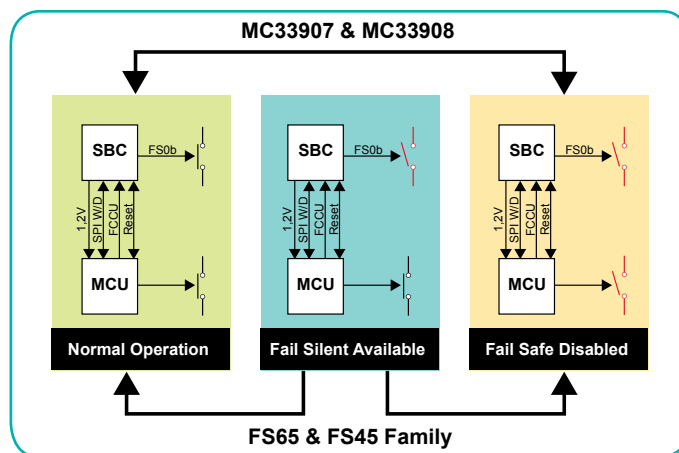 MC33907 & MC33908
SBC
FS0b
1,2V
SPI W/D
FCCU
Reset
MCU
Normal Operation
SBC
FS0b
1,2V
SPI W/D
FCCU
Reset
MCU
Fail Silent Available
SBC
FS0b
1,2V
SPI W/D
FCCU
Reset
MCU
Fail Safe Disabled
FS65 & FS45 Family